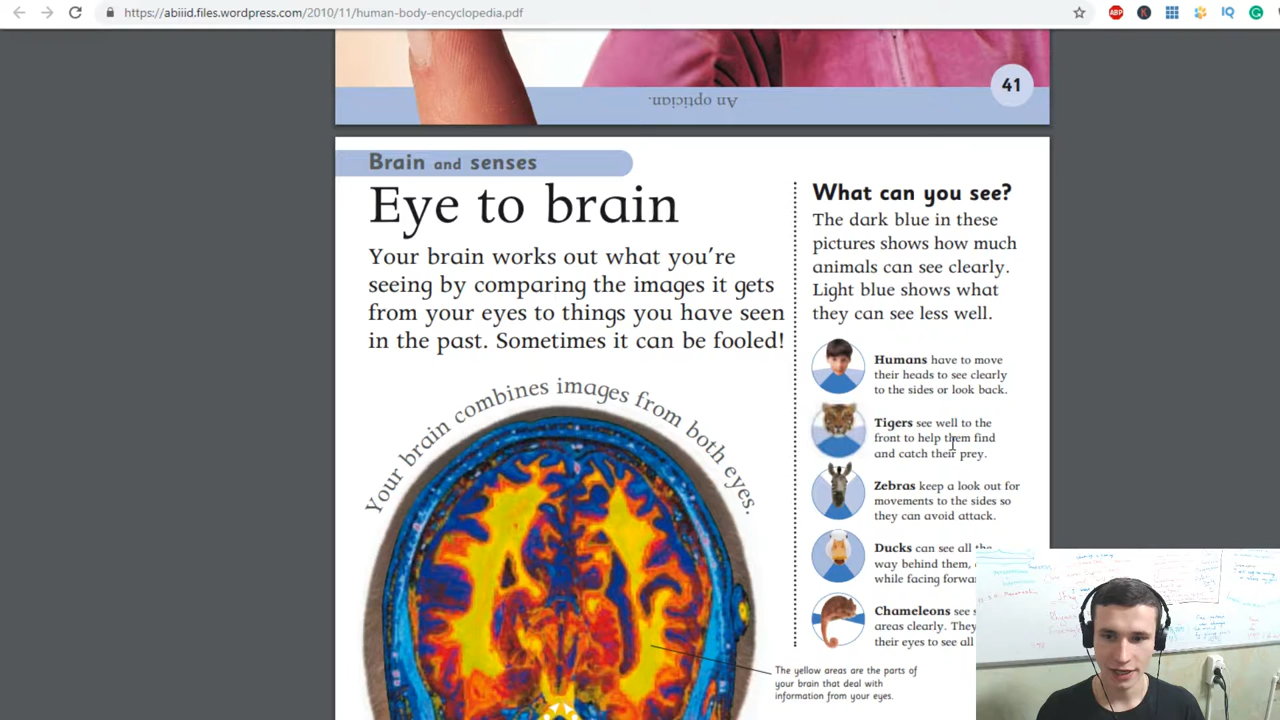 https://abiiid.files.wordpress.com/2010/11/human-body-encyclopedia.pdf
ABP
K
IQ
G
An optician.
41
Brain and senses
Eye to brain
Your brain works out what you're
seeing by comparing the images it gets
from your eyes to things you have seen
in the past. Sometimes it can be fooled!
Your brain combines images from both eyes.
The yellow areas are the parts of
your brain that deal with
information from your eyes.
What can you see?
The dark blue in these
pictures shows how much
animals can see clearly.
Light blue shows what
they can see less well.
Humans have to move
their heads to see clearly
to the sides or look back.
Tigers see well to the
front to help them find
and catch their prey.
Zebras keep a look out for
movements to the sides so
they can avoid attack.
Ducks can see all the
way behind them,
while facing forwa
Chameleons see
areas clearly. They
their eyes to see all